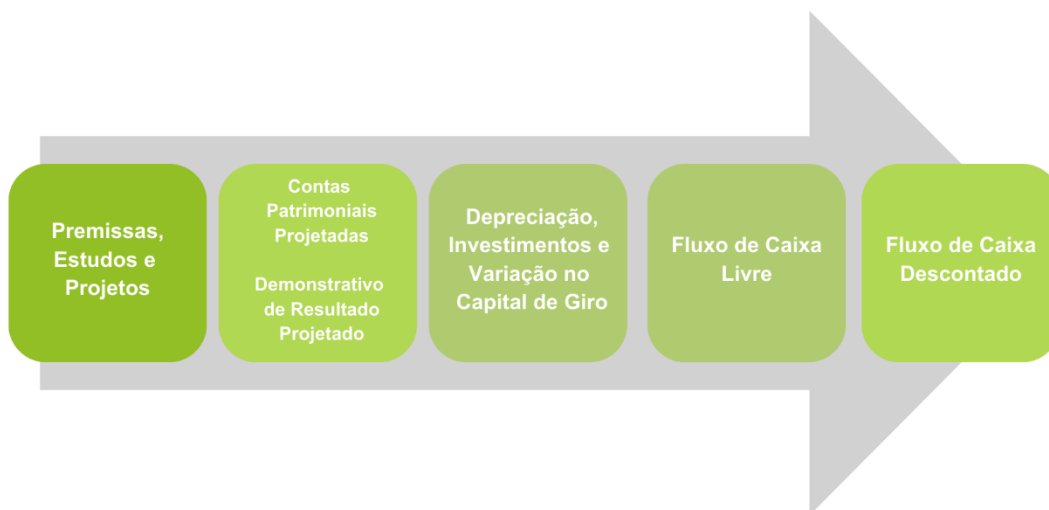 Premissas,
Estudos e
Projetos
Contas
Patrimoniais
Projetadas
Demonstrativo
de Resultado
Projetado
Depreciação,
Investimentos e
Variação no
Capital de Giro
Fluxo de Caixa
Livre
Fluxo de Caixa
Descontado